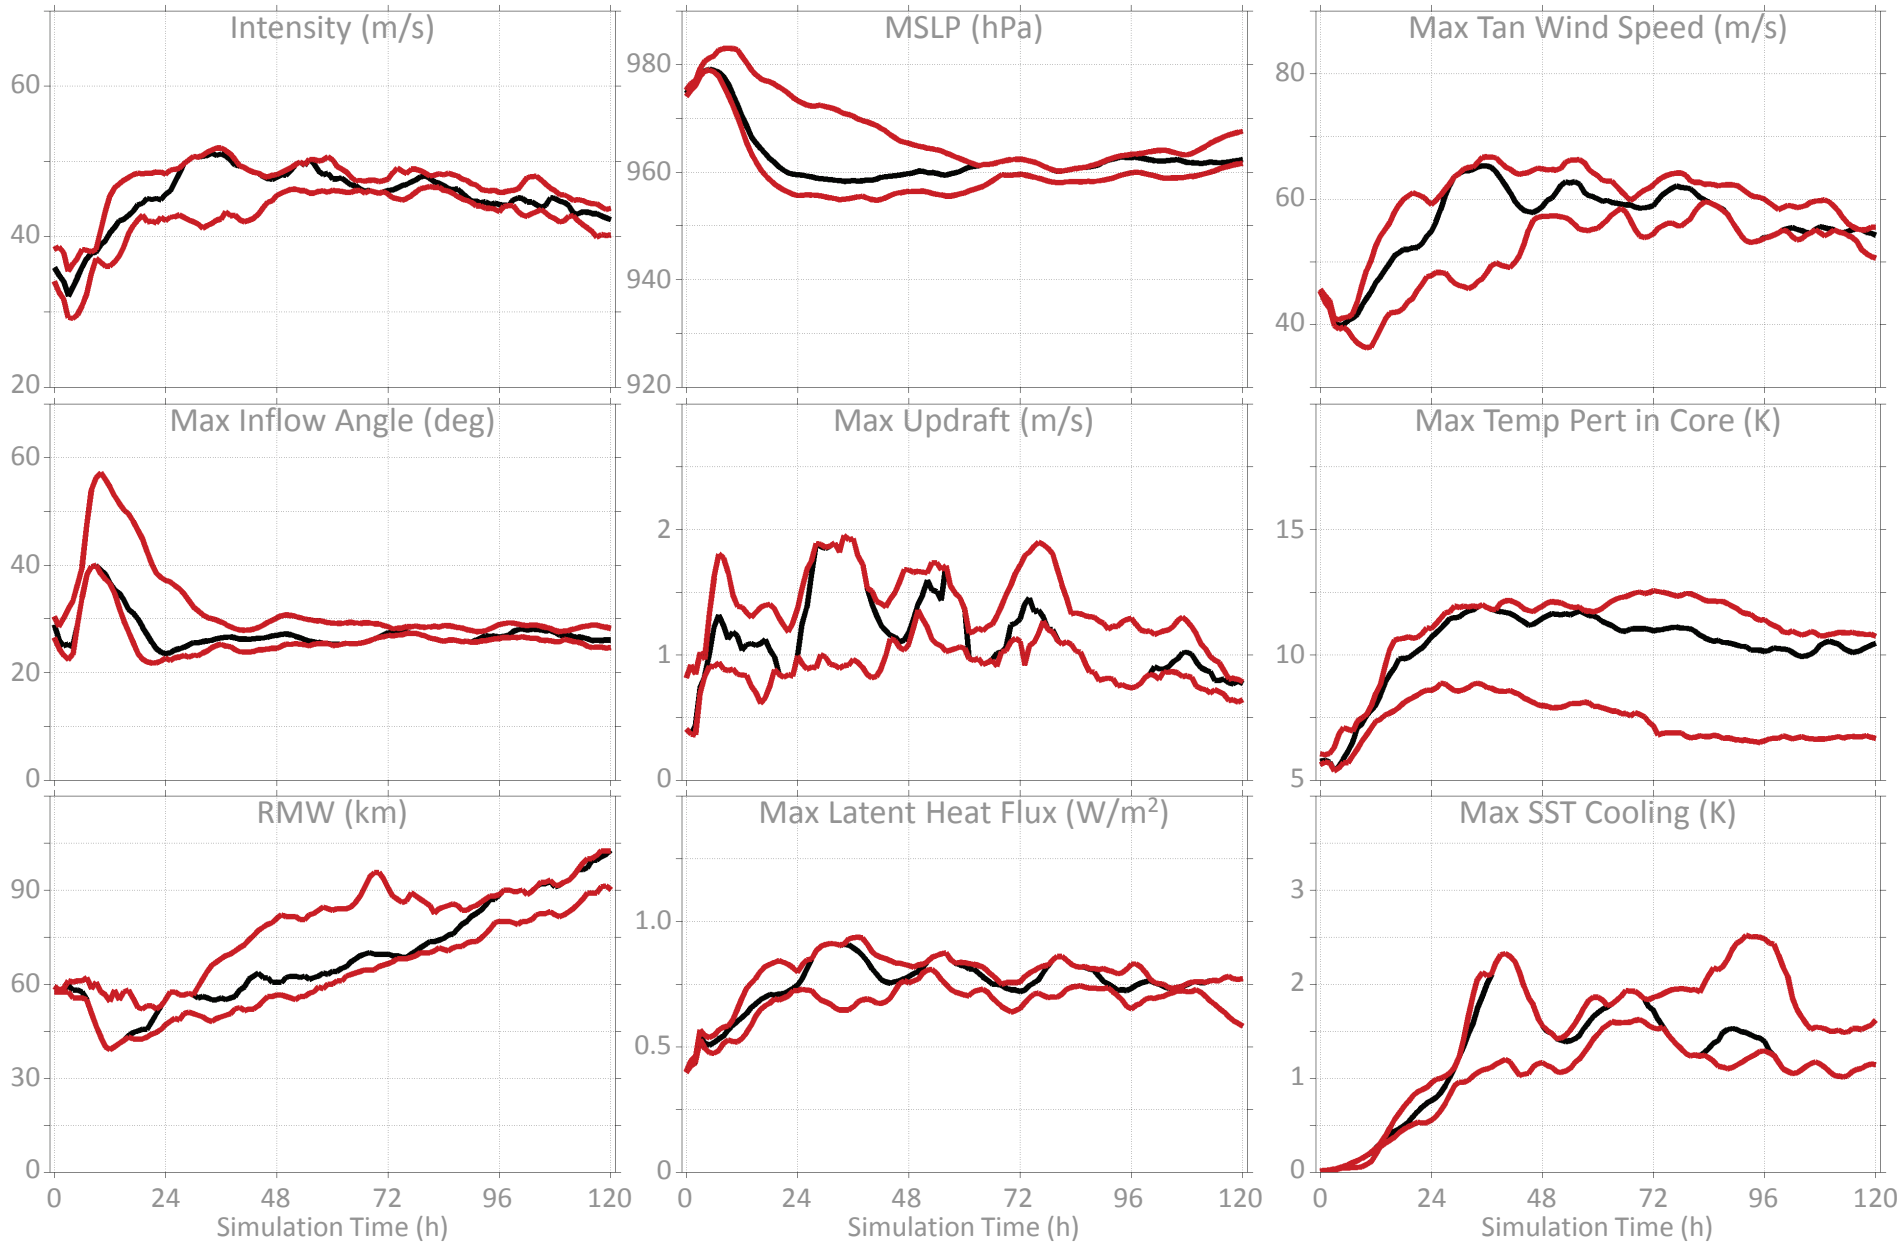 Intensity (m/s)
60
40
20
MSLP (hPa)
980
960
940
920
Max Tan Wind Speed (m/s)
80
60
40
Max Inflow Angle (deg)
60
40
20
0
Max Updraft (m/s)
2
1
0
Max Temp Pert in Core (K)
15
10
5
RMW (km)
90
60
30
0
0 24 48 72 96 120
Simulation Time (h)
Max Latent Heat Flux (W/m²)
1.0
0.5
0
0 24 48 72 96 120
Simulation Time (h)
Max SST Cooling (K)
3
2
1
0
0 24 48 72 96 120
Simulation Time (h)